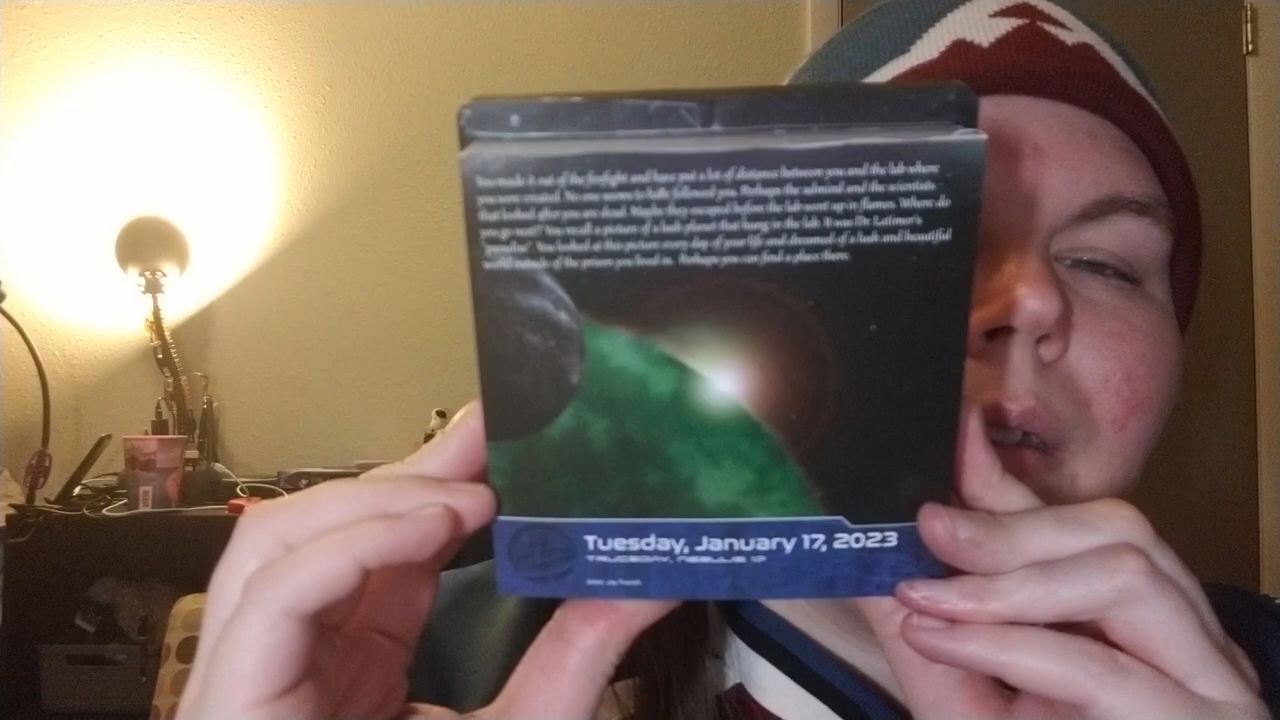 You made it out of the firefight and have put a lot of distance between you and the lab where
you were created. No one seems to have followed you. Perhaps the admiral and the scientists
that looked after you are dead. Maybe they escaped before the lab went up in flames. Where do
you go next? You recall a picture of a lush planet that hung in the lab. It was Dr. Latimer's
"paradise". You looked at this picture every day of your life and dreamed of a lush and beautiful
world outside of the prison you lived in. Perhaps you can find a place there.
Tuesday, January 17, 2023
17
Artist: Jay French